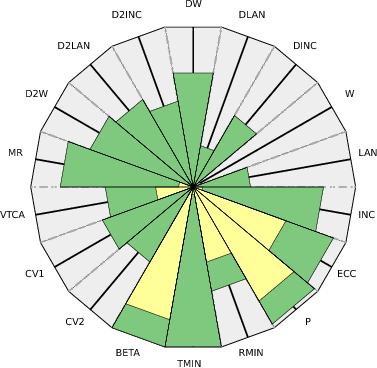 DW
D2INC
DLAN
D2LAN
DINC
D2W
W
MR
LAN
VTCA
INC
CV1
ECC
CV2
P
BETA
RMIN
TMIN